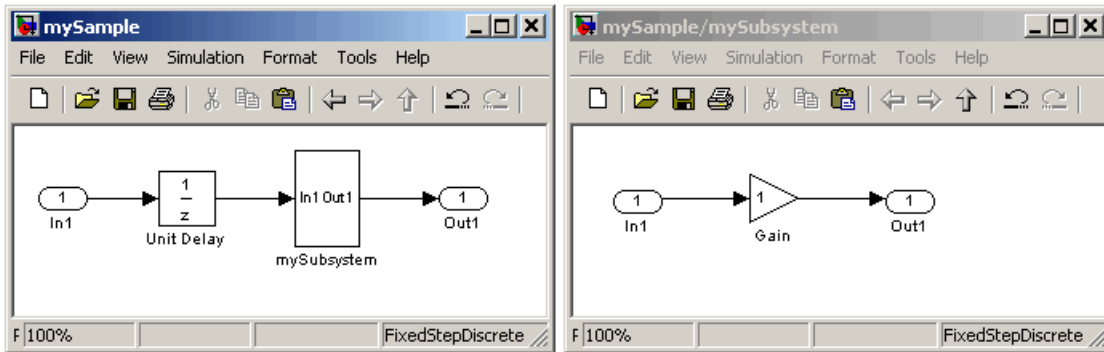 mySample
File Edit View Simulation Format Tools Help
1
In1
1
z
Unit Delay
In1 Out1
mySubsystem
1
Out1
F 100%
FixedStepDiscrete
mySample/mySubsystem
File Edit View Simulation Format Tools Help
1
In1
1
Gain
1
Out1
F 100%
FixedStepDiscrete